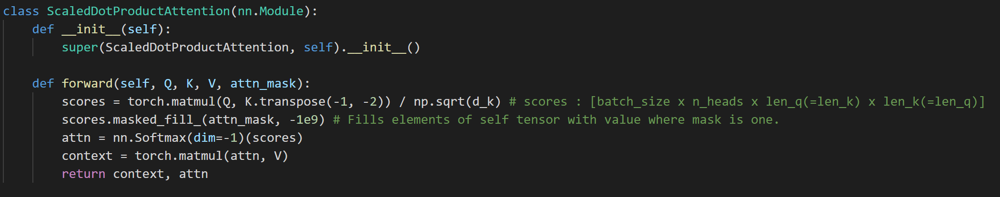 class ScaledDotProductAttention(nn.Module):
    def __init__(self):
        super(ScaledDotProductAttention, self).__init__()

    def forward(self, Q, K, V, attn_mask):
        scores = torch.matmul(Q, K.transpose(-1, -2)) / np.sqrt(d_k) # scores : [batch_size x n_heads x len_q(=len_k) x len_k(=len_q)]
        scores.masked_fill_(attn_mask, -1e9) # Fills elements of self tensor with value where mask is one.
        attn = nn.Softmax(dim=-1)(scores)
        context = torch.matmul(attn, V)
        return context, attn